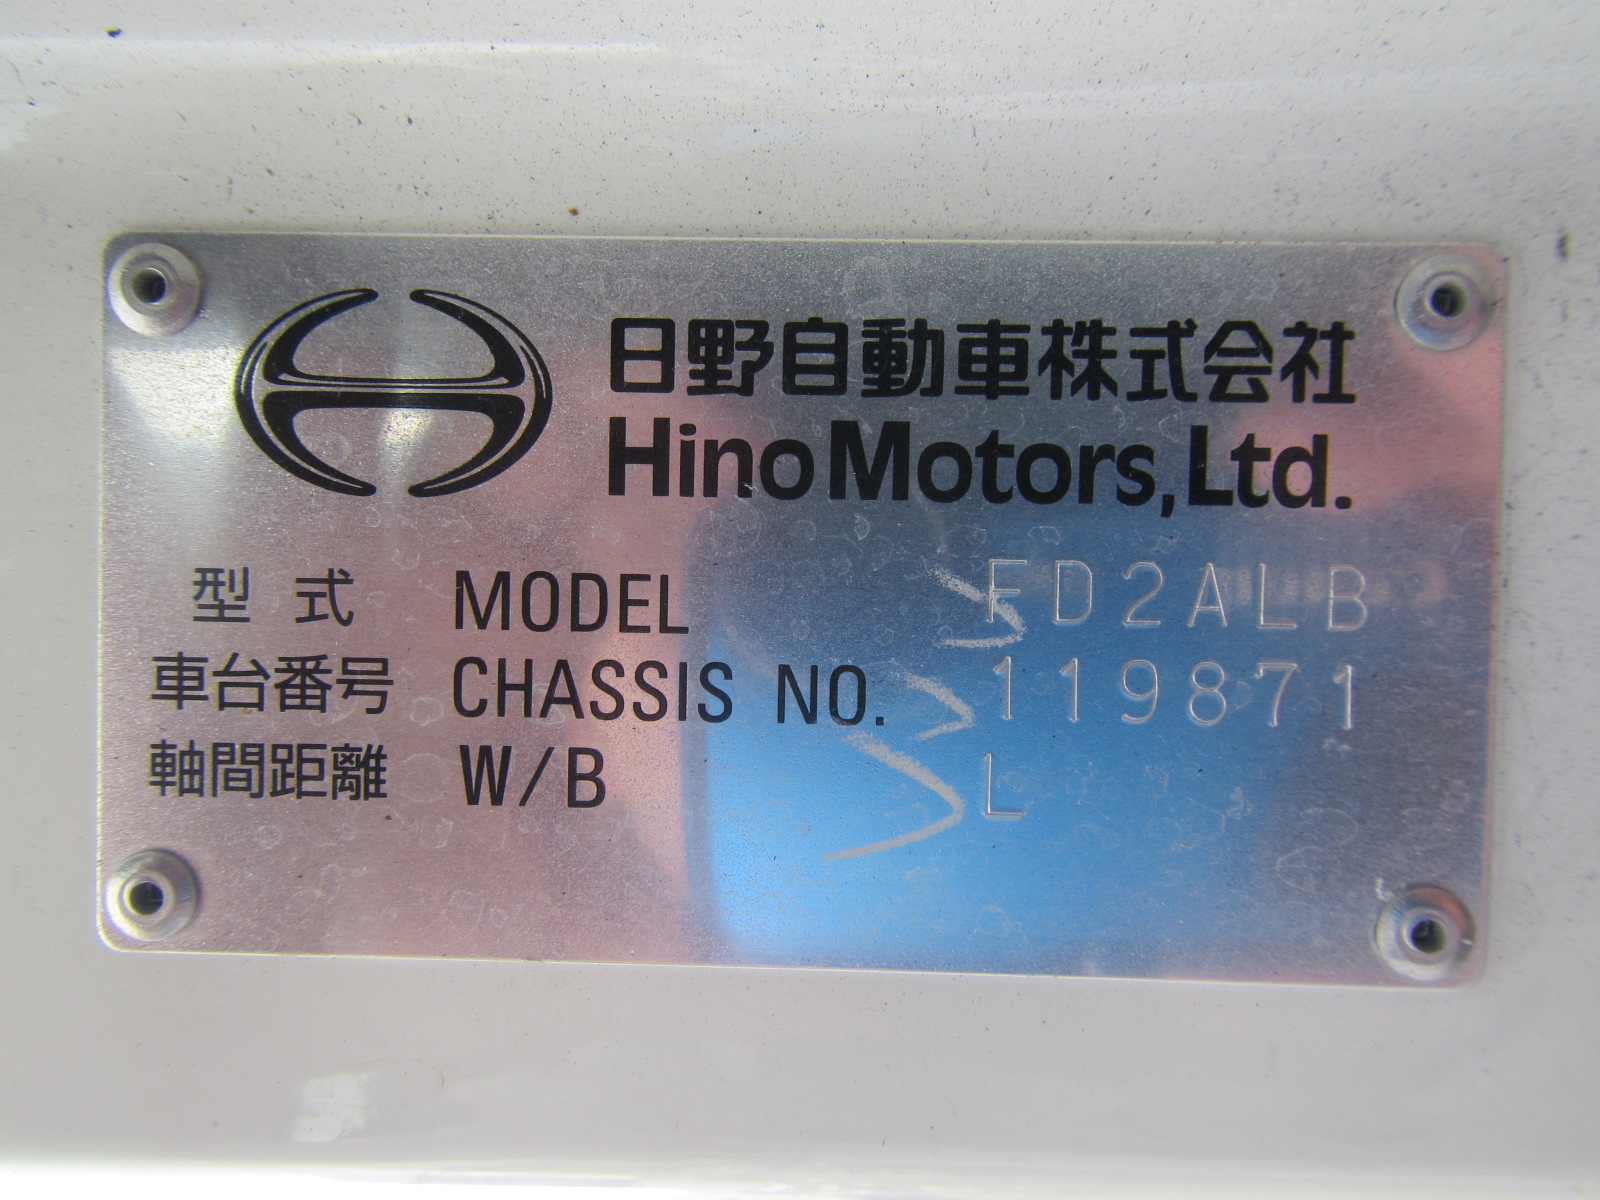 日野自動車株式会社
Hino Motors, Ltd.
型式 MODEL FD2ALB
車台番号 CHASSIS NO. 119871
軸間距離 W/B L